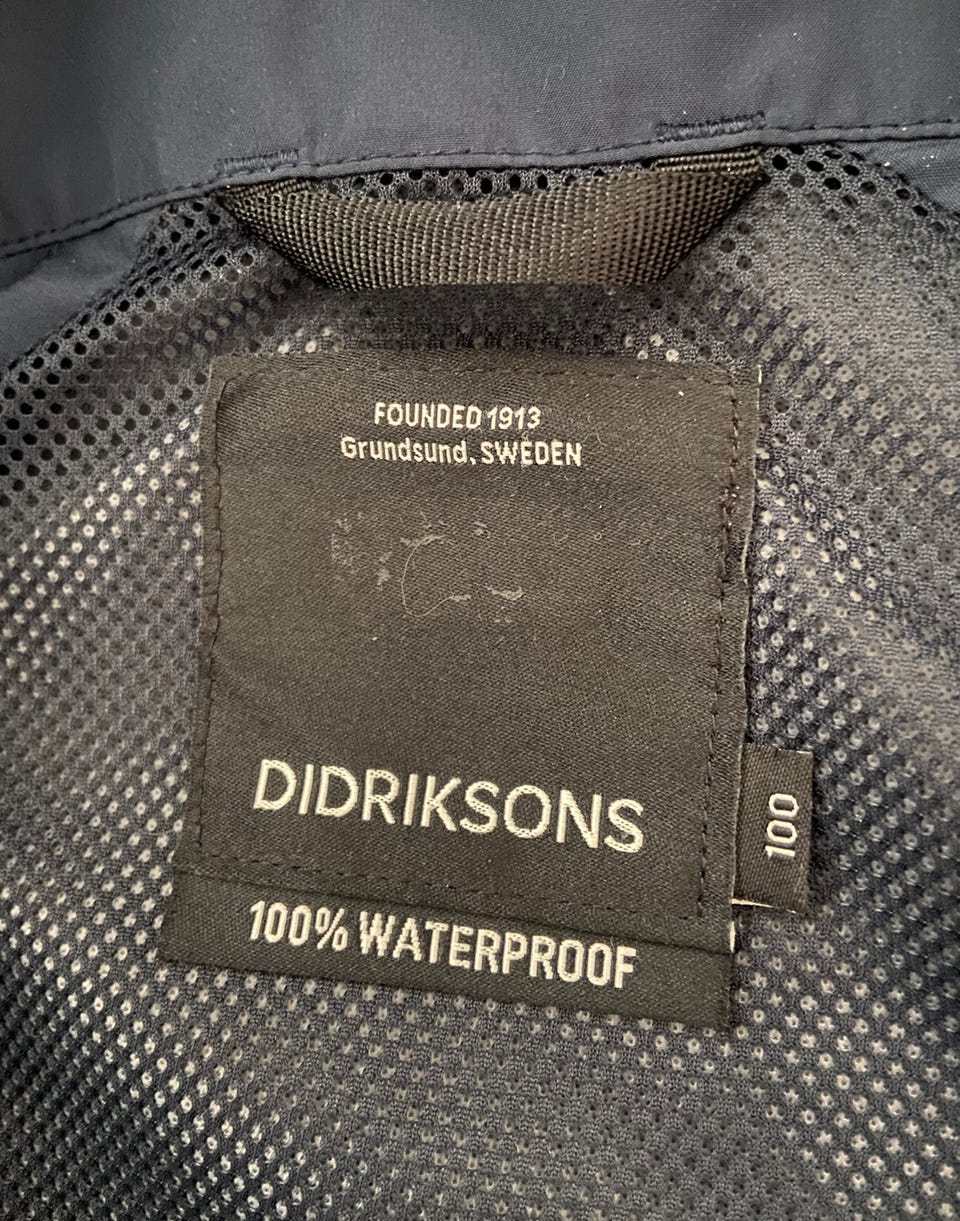 FOUNDED 1913
Grundsund, SWEDEN
DIDRIKSONS
100
100% WATERPROOF